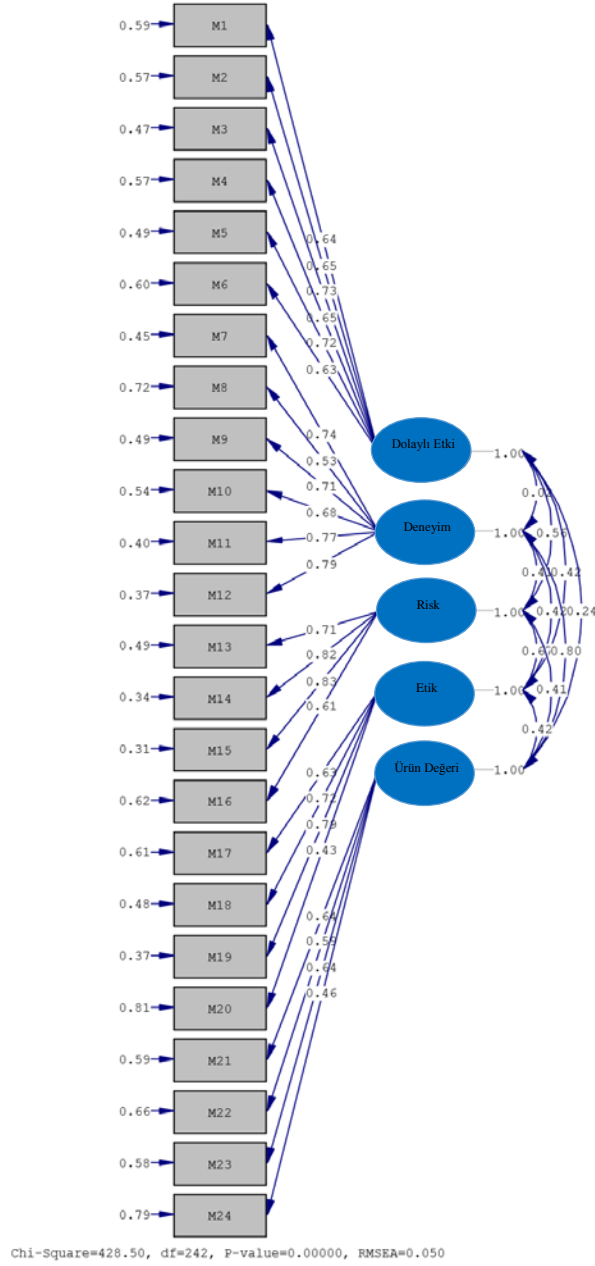 0.59 M1
0.57 M2
0.47 M3
0.57 M4
0.49 M5
0.60 M6
0.45 M7
0.72 M8
0.49 M9
0.54 M10
0.40 M11
0.37 M12
0.49 M13
0.34 M14
0.31 M15
0.62 M16
0.61 M17
0.48 M18
0.37 M19
0.81 M20
0.59 M21
0.66 M22
0.58 M23
0.79 M24
0.64
0.65
0.73
0.65
0.72
0.63
0.74
0.53
0.71
0.68
0.77
0.79
0.71
0.82
0.83
0.61
0.63
0.72
0.79
0.43
0.64
0.59
0.64
0.46
Dolaylı Etki 1.00
Deneyim 1.00
Risk 1.00
Etik 1.00
Ürün Değeri 1.00
0.56
0.42
0.42
0.24
0.80
0.41
0.42
Chi-Square=428.50, df=242, P-value=0.00000, RMSEA=0.050